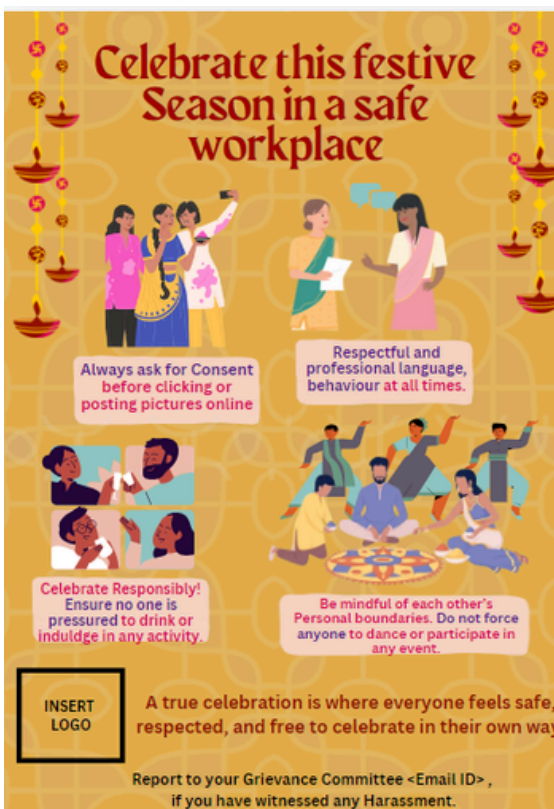 Celebrate this festive
Season in a safe
workplace
Always ask for Consent
before clicking or
posting pictures online
Respectful and
professional language,
behaviour at all times.
Celebrate Responsibly!
Ensure no one is
pressured to drink or
induldge in any activity.
Be mindful of each other's
Personal boundaries. Do not force
anyone to dance or participate in
any event.
INSERT
LOGO
A true celebration is where everyone feels safe,
respected, and free to celebrate in their own way
Report to your Grievance Committee <Email ID> ,
if you have witnessed any Harassment.